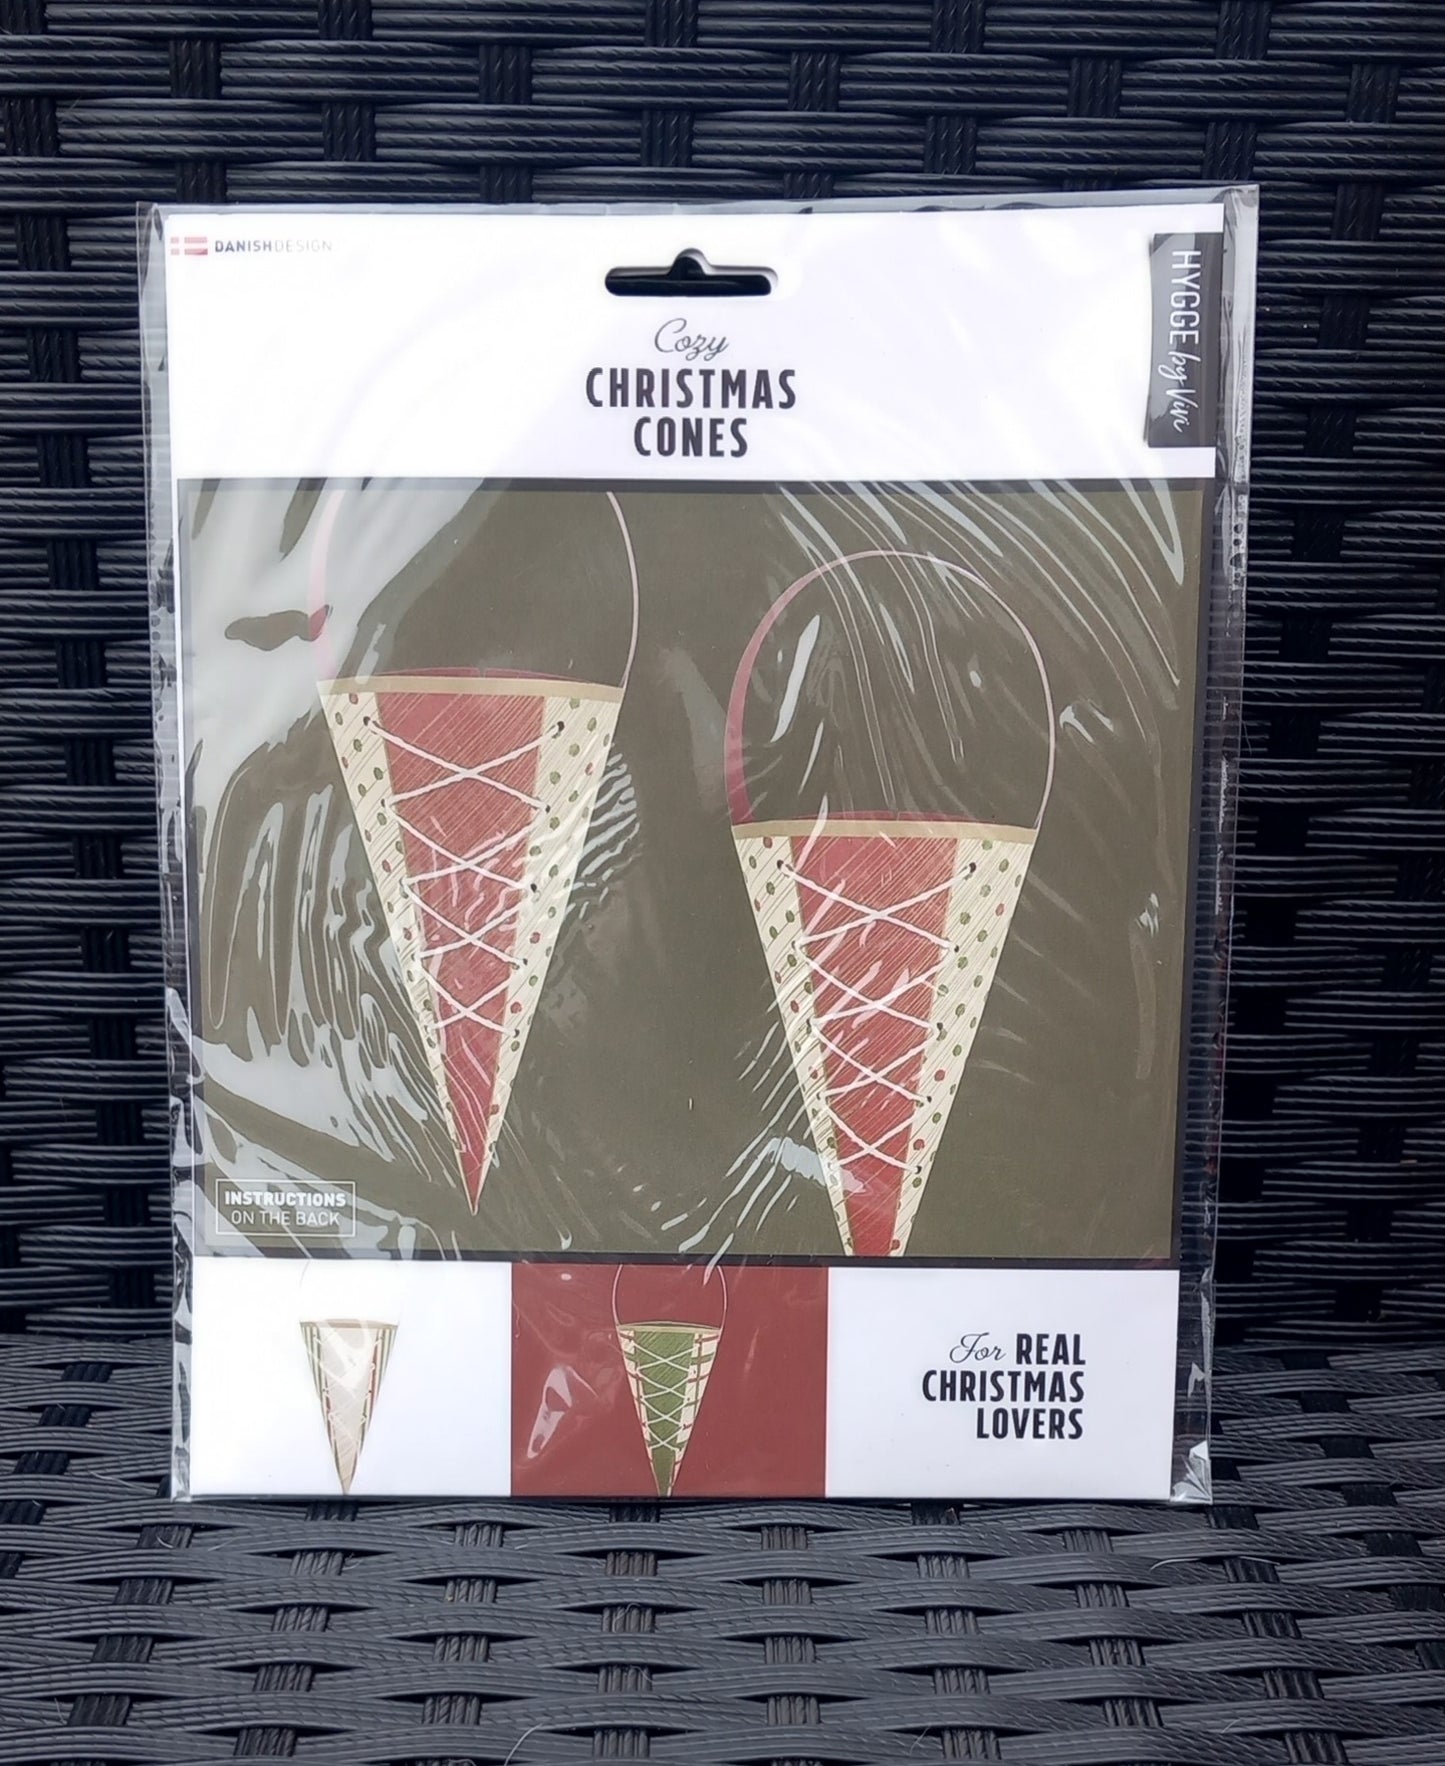 DANISHDESIGN
HYGGE by Vivi
Cozy
CHRISTMAS
CONES
INSTRUCTIONS
ON THE BACK
For REAL
CHRISTMAS
LOVERS